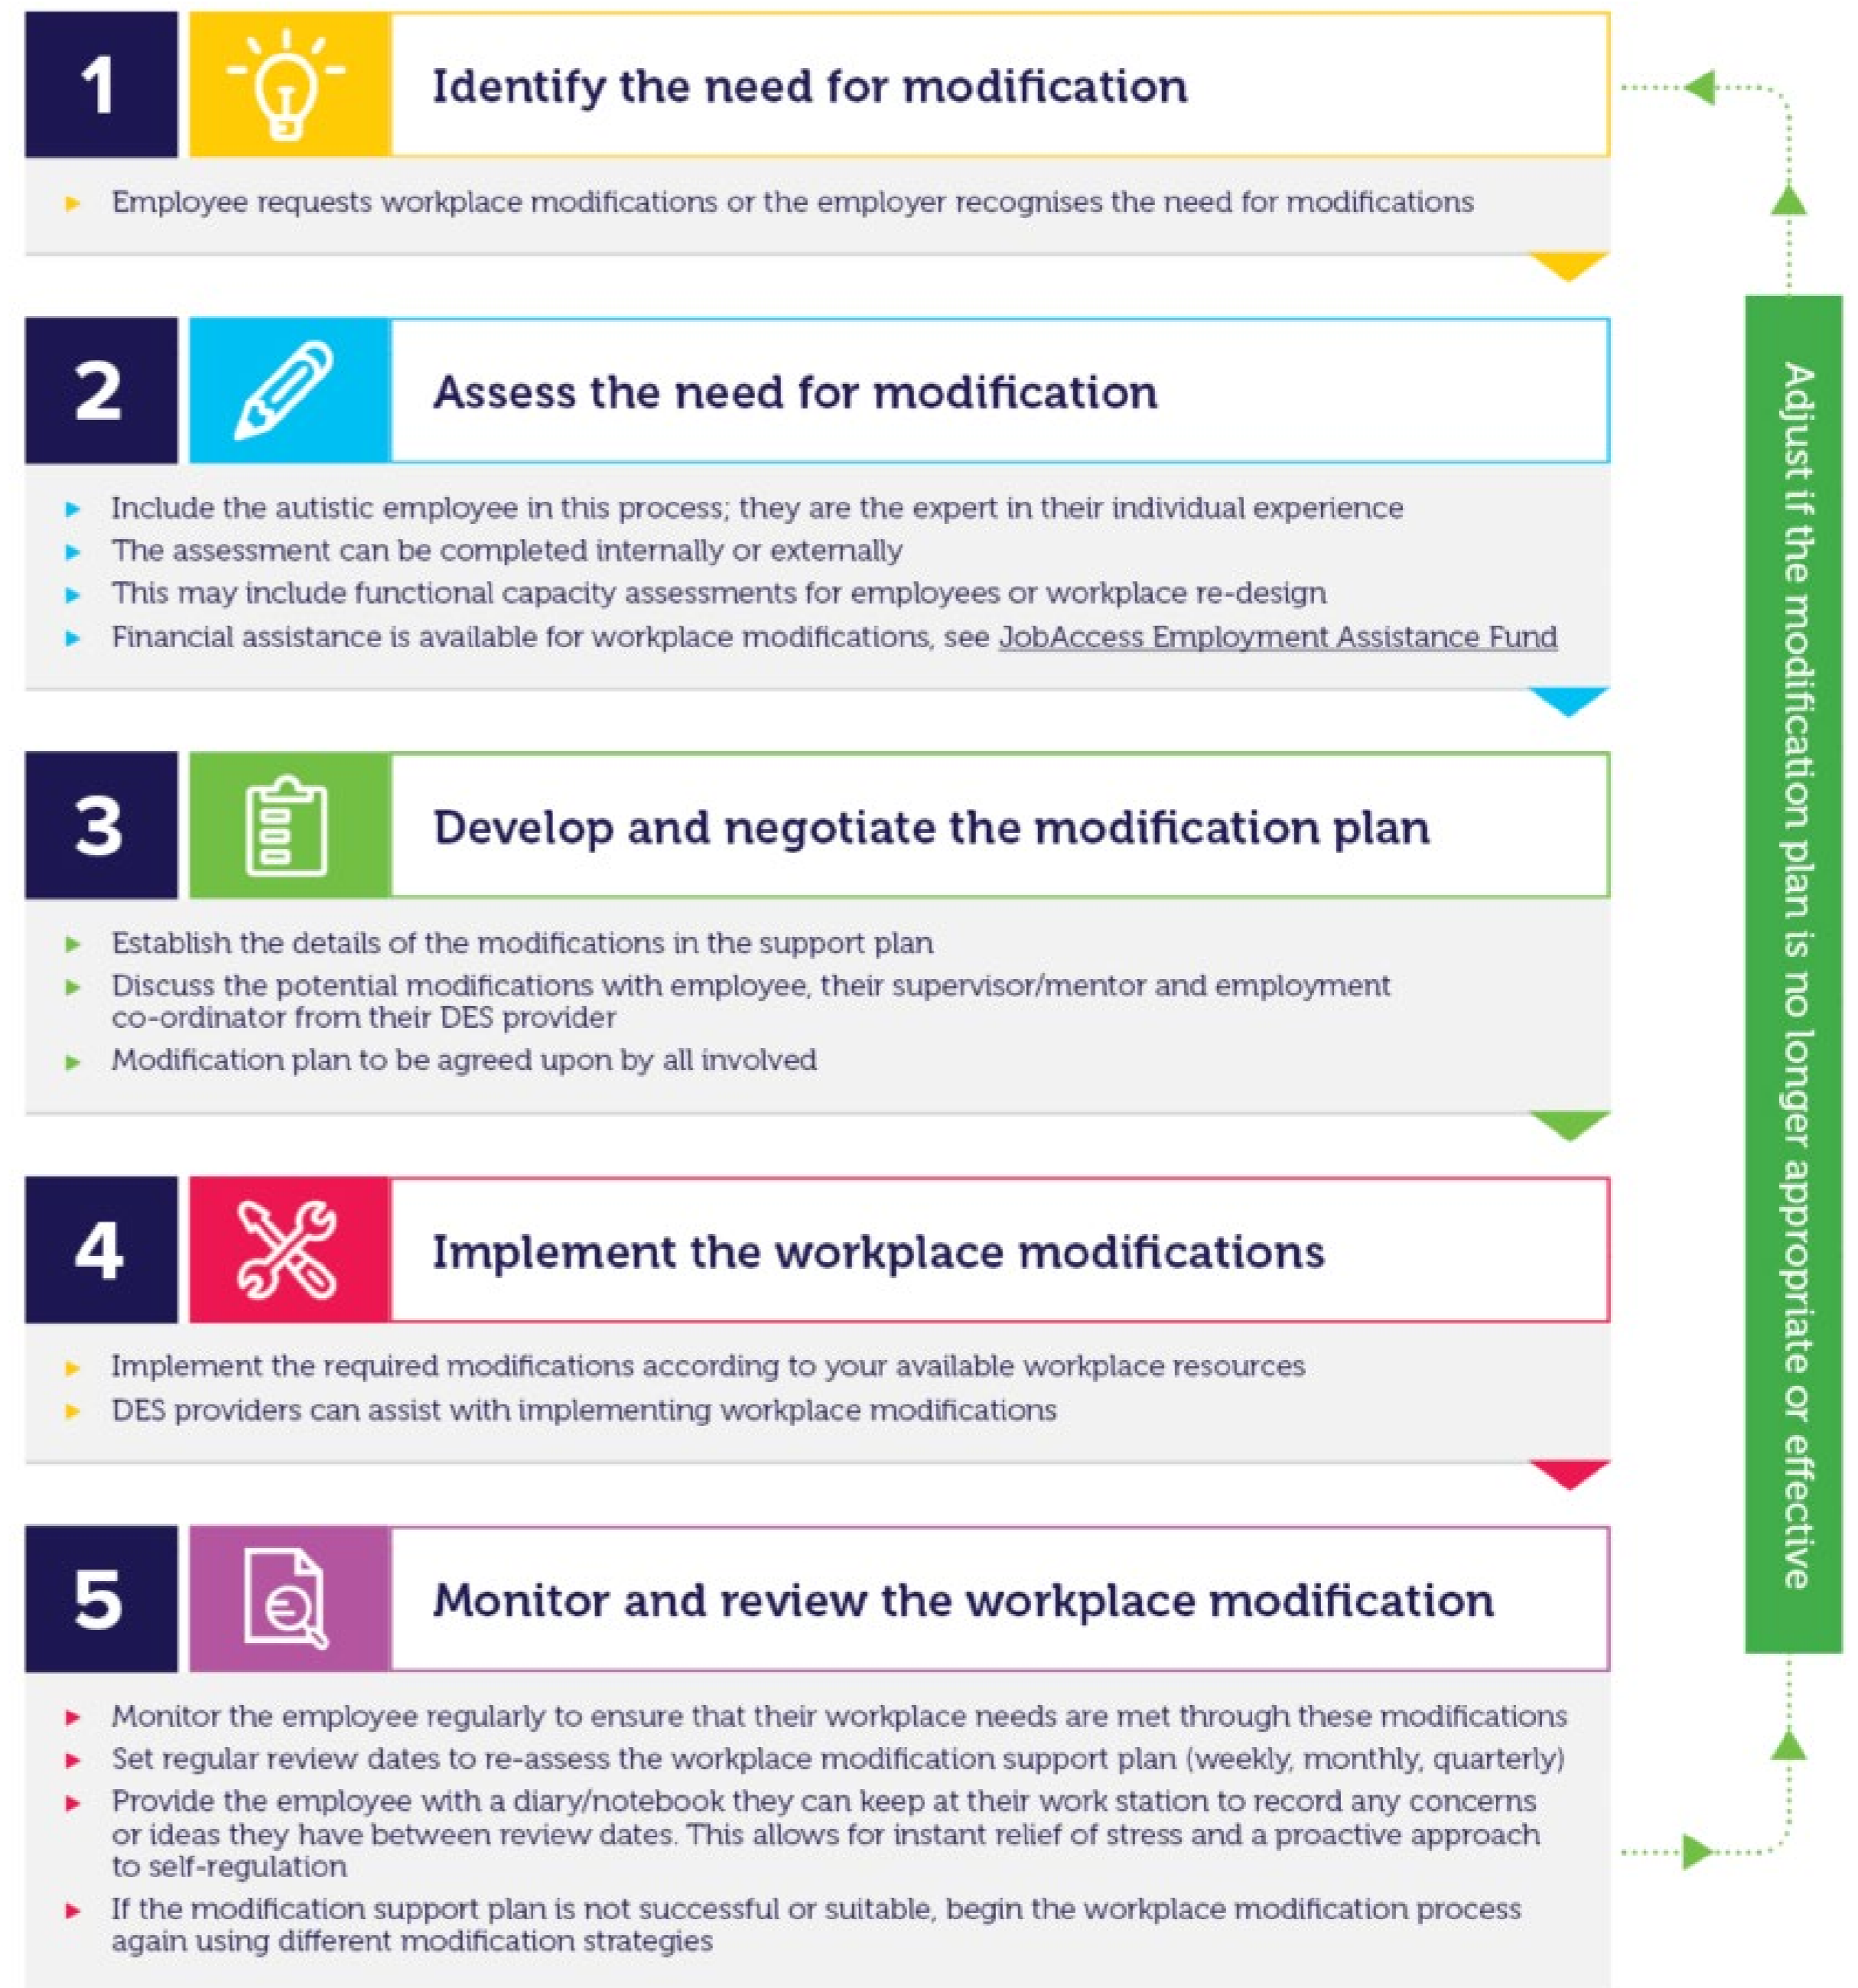 1
Identify the need for modification
Employee requests workplace modifications or the employer recognises the need for modifications
2
Assess the need for modification
Include the autistic employee in this process; they are the expert in their individual experience
The assessment can be completed internally or externally
This may include functional capacity assessments for employees or workplace re-design
Financial assistance is available for workplace modifications, see JobAccess Employment Assistance Fund
3
Develop and negotiate the modification plan
Establish the details of the modifications in the support plan
Discuss the potential modifications with employee, their supervisor/mentor and employment
co-ordinator from their DES provider
Modification plan to be agreed upon by all involved
4
Implement the workplace modifications
Implement the required modifications according to your available workplace resources
DES providers can assist with implementing workplace modifications
5
Monitor and review the workplace modification
Monitor the employee regularly to ensure that their workplace needs are met through these modifications
Set regular review dates to re-assess the workplace modification support plan (weekly, monthly, quarterly)
Provide the employee with a diary/notebook they can keep at their work station to record any concerns
or ideas they have between review dates. This allows for instant relief of stress and a proactive approach
to self-regulation
If the modification support plan is not successful or suitable, begin the workplace modification process
again using different modification strategies
Adjust if the modification plan is no longer appropriate or effective